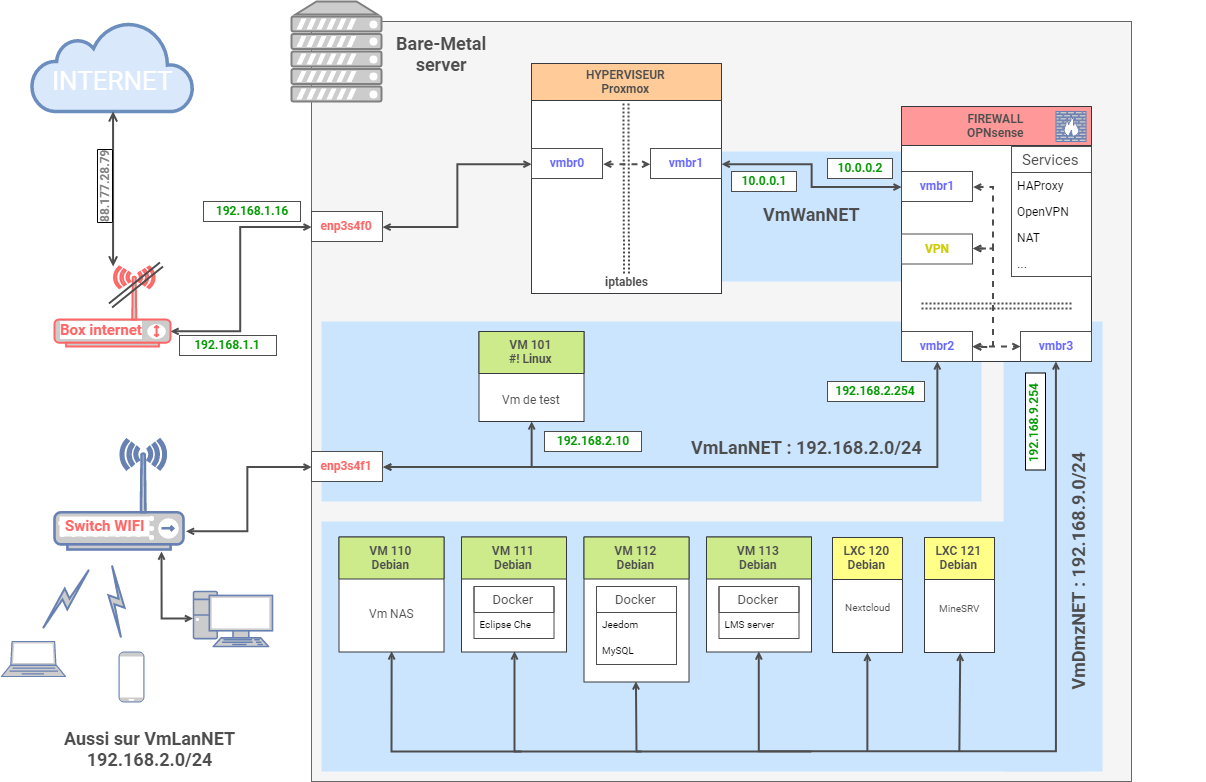 INTERNET
88.177.28.79
192.168.1.16
Box internet
192.168.1.1
Bare-Metal
server
HYPERVISEUR
Proxmox
vmbr0
vmbr1
iptables
enp3s4f0
10.0.0.1
10.0.0.2
VmWanNET
FIREWALL
OPNsense
Services
HAProxy
OpenVPN
NAT
...
vmbr1
VPN
vmbr2
vmbr3
VM 101
#! Linux
Vm de test
192.168.2.10
192.168.2.254
192.168.9.254
VmLanNET : 192.168.2.0/24
enp3s4f1
Switch WIFI
VmDmzNET : 192.168.9.0/24
VM 110
Debian
Vm NAS
VM 111
Debian
Docker
Eclipse Che
VM 112
Debian
Docker
Jeedom
MySQL
VM 113
Debian
Docker
LMS server
LXC 120
Debian
Nextcloud
LXC 121
Debian
MineSRV
Aussi sur VmLanNET
192.168.2.0/24